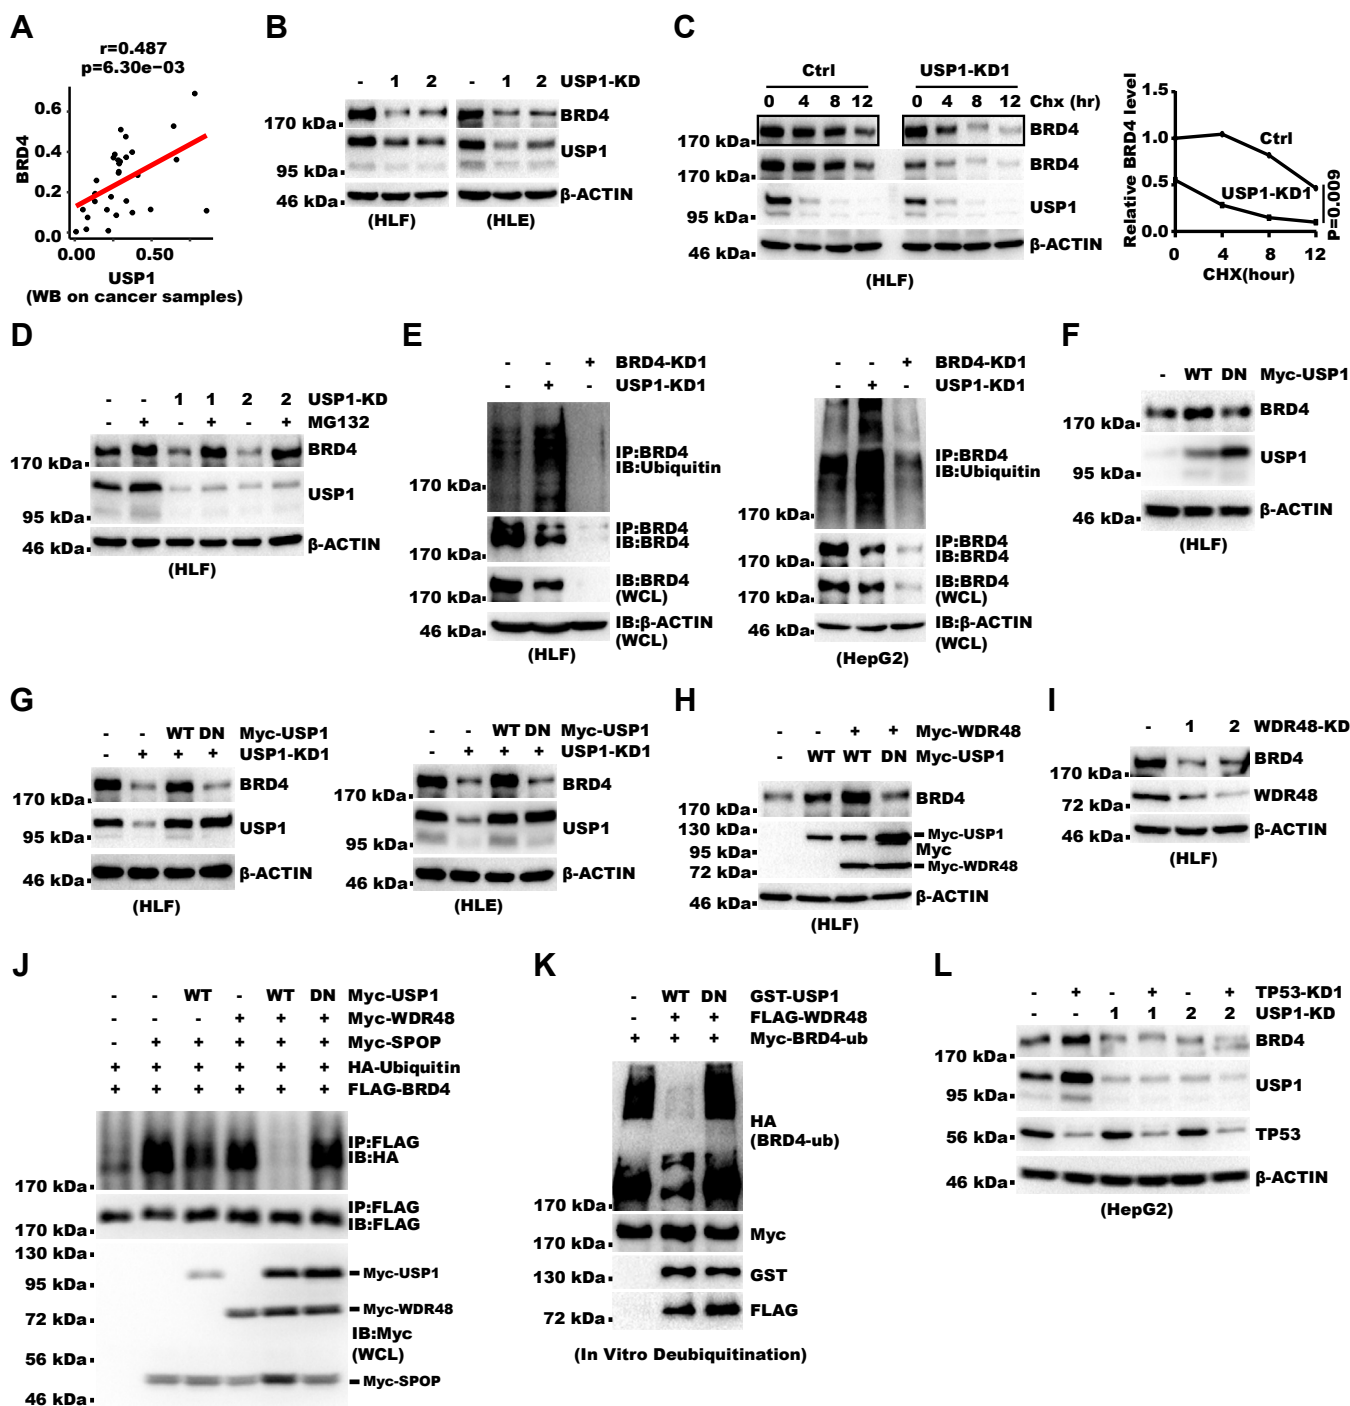 A
r=0.487
p=6.30e−03
BRD4
0.6
0.4
0.2
0.0
0.00 0.50
USP1
(WB on cancer samples)
B
- 1 2 - 1 2 USP1-KD
170 kDa BRD4
USP1
95 kDa
46 kDa β-ACTIN
(HLF) (HLE)
C
Ctrl USP1-KD1
0 4 8 12 0 4 8 12 Chx (hr)
170 kDa BRD4
170 kDa BRD4
USP1
95 kDa
46 kDa β-ACTIN
(HLF)
Relative BRD4 level
1.5
1.0
0.5
0.0
Ctrl
USP1-KD1
P=0.009
0 4 8 12
CHX(hour)
D
- - 1 1 2 2 USP1-KD
- + - + - + MG132
170 kDa BRD4
USP1
95 kDa
46 kDa β-ACTIN
(HLF)
E
- - + BRD4-KD1
- + - USP1-KD1
IP:BRD4
IB:Ubiquitin
170 kDa
IP:BRD4
IB:BRD4
170 kDa
IB:BRD4
(WCL)
170 kDa
46 kDa IB:β-ACTIN
(WCL)
(HLF)
- - + BRD4-KD1
- + - USP1-KD1
IP:BRD4
IB:Ubiquitin
170 kDa
IP:BRD4
IB:BRD4
170 kDa
IB:BRD4
(WCL)
170 kDa
46 kDa IB:β-ACTIN
(WCL)
(HepG2)
F
- WT DN Myc-USP1
BRD4
170 kDa
USP1
95 kDa
46 kDa β-ACTIN
(HLF)
G
- - WT DN Myc-USP1
- + + + USP1-KD1
BRD4
170 kDa
USP1
95 kDa
β-ACTIN
46 kDa
(HLF)
- - WT DN Myc-USP1
- + + + USP1-KD1
BRD4
170 kDa
USP1
95 kDa
β-ACTIN
46 kDa
(HLE)
H
- - + + Myc-WDR48
- WT WT DN Myc-USP1
BRD4
170 kDa
130 kDa Myc-USP1
95 kDa Myc
72 kDa Myc-WDR48
46 kDa β-ACTIN
(HLF)
I
- 1 2 WDR48-KD
BRD4
170 kDa
72 kDa WDR48
46 kDa β-ACTIN
(HLF)
J
- - WT - WT DN Myc-USP1
- - - + + + Myc-WDR48
- + + + + + Myc-SPOP
+ + + + + + HA-Ubiquitin
+ + + + + + FLAG-BRD4
IP:FLAG
IB:HA
170 kDa
IP:FLAG
IB:FLAG
170 kDa
130 kDa
95 kDa Myc-USP1
72 kDa Myc-WDR48
IB:Myc
(WCL)
56 kDa
Myc-SPOP
46 kDa
K
- WT DN GST-USP1
- + + FLAG-WDR48
+ + + Myc-BRD4-ub
HA
(BRD4-ub)
170 kDa
Myc
170 kDa
130 kDa GST
72 kDa FLAG
(In Vitro Deubiquitination)
L
- + - + - + TP53-KD1
- - 1 1 2 2 USP1-KD
BRD4
170 kDa
USP1
95 kDa
56 kDa TP53
46 kDa β-ACTIN
(HepG2)